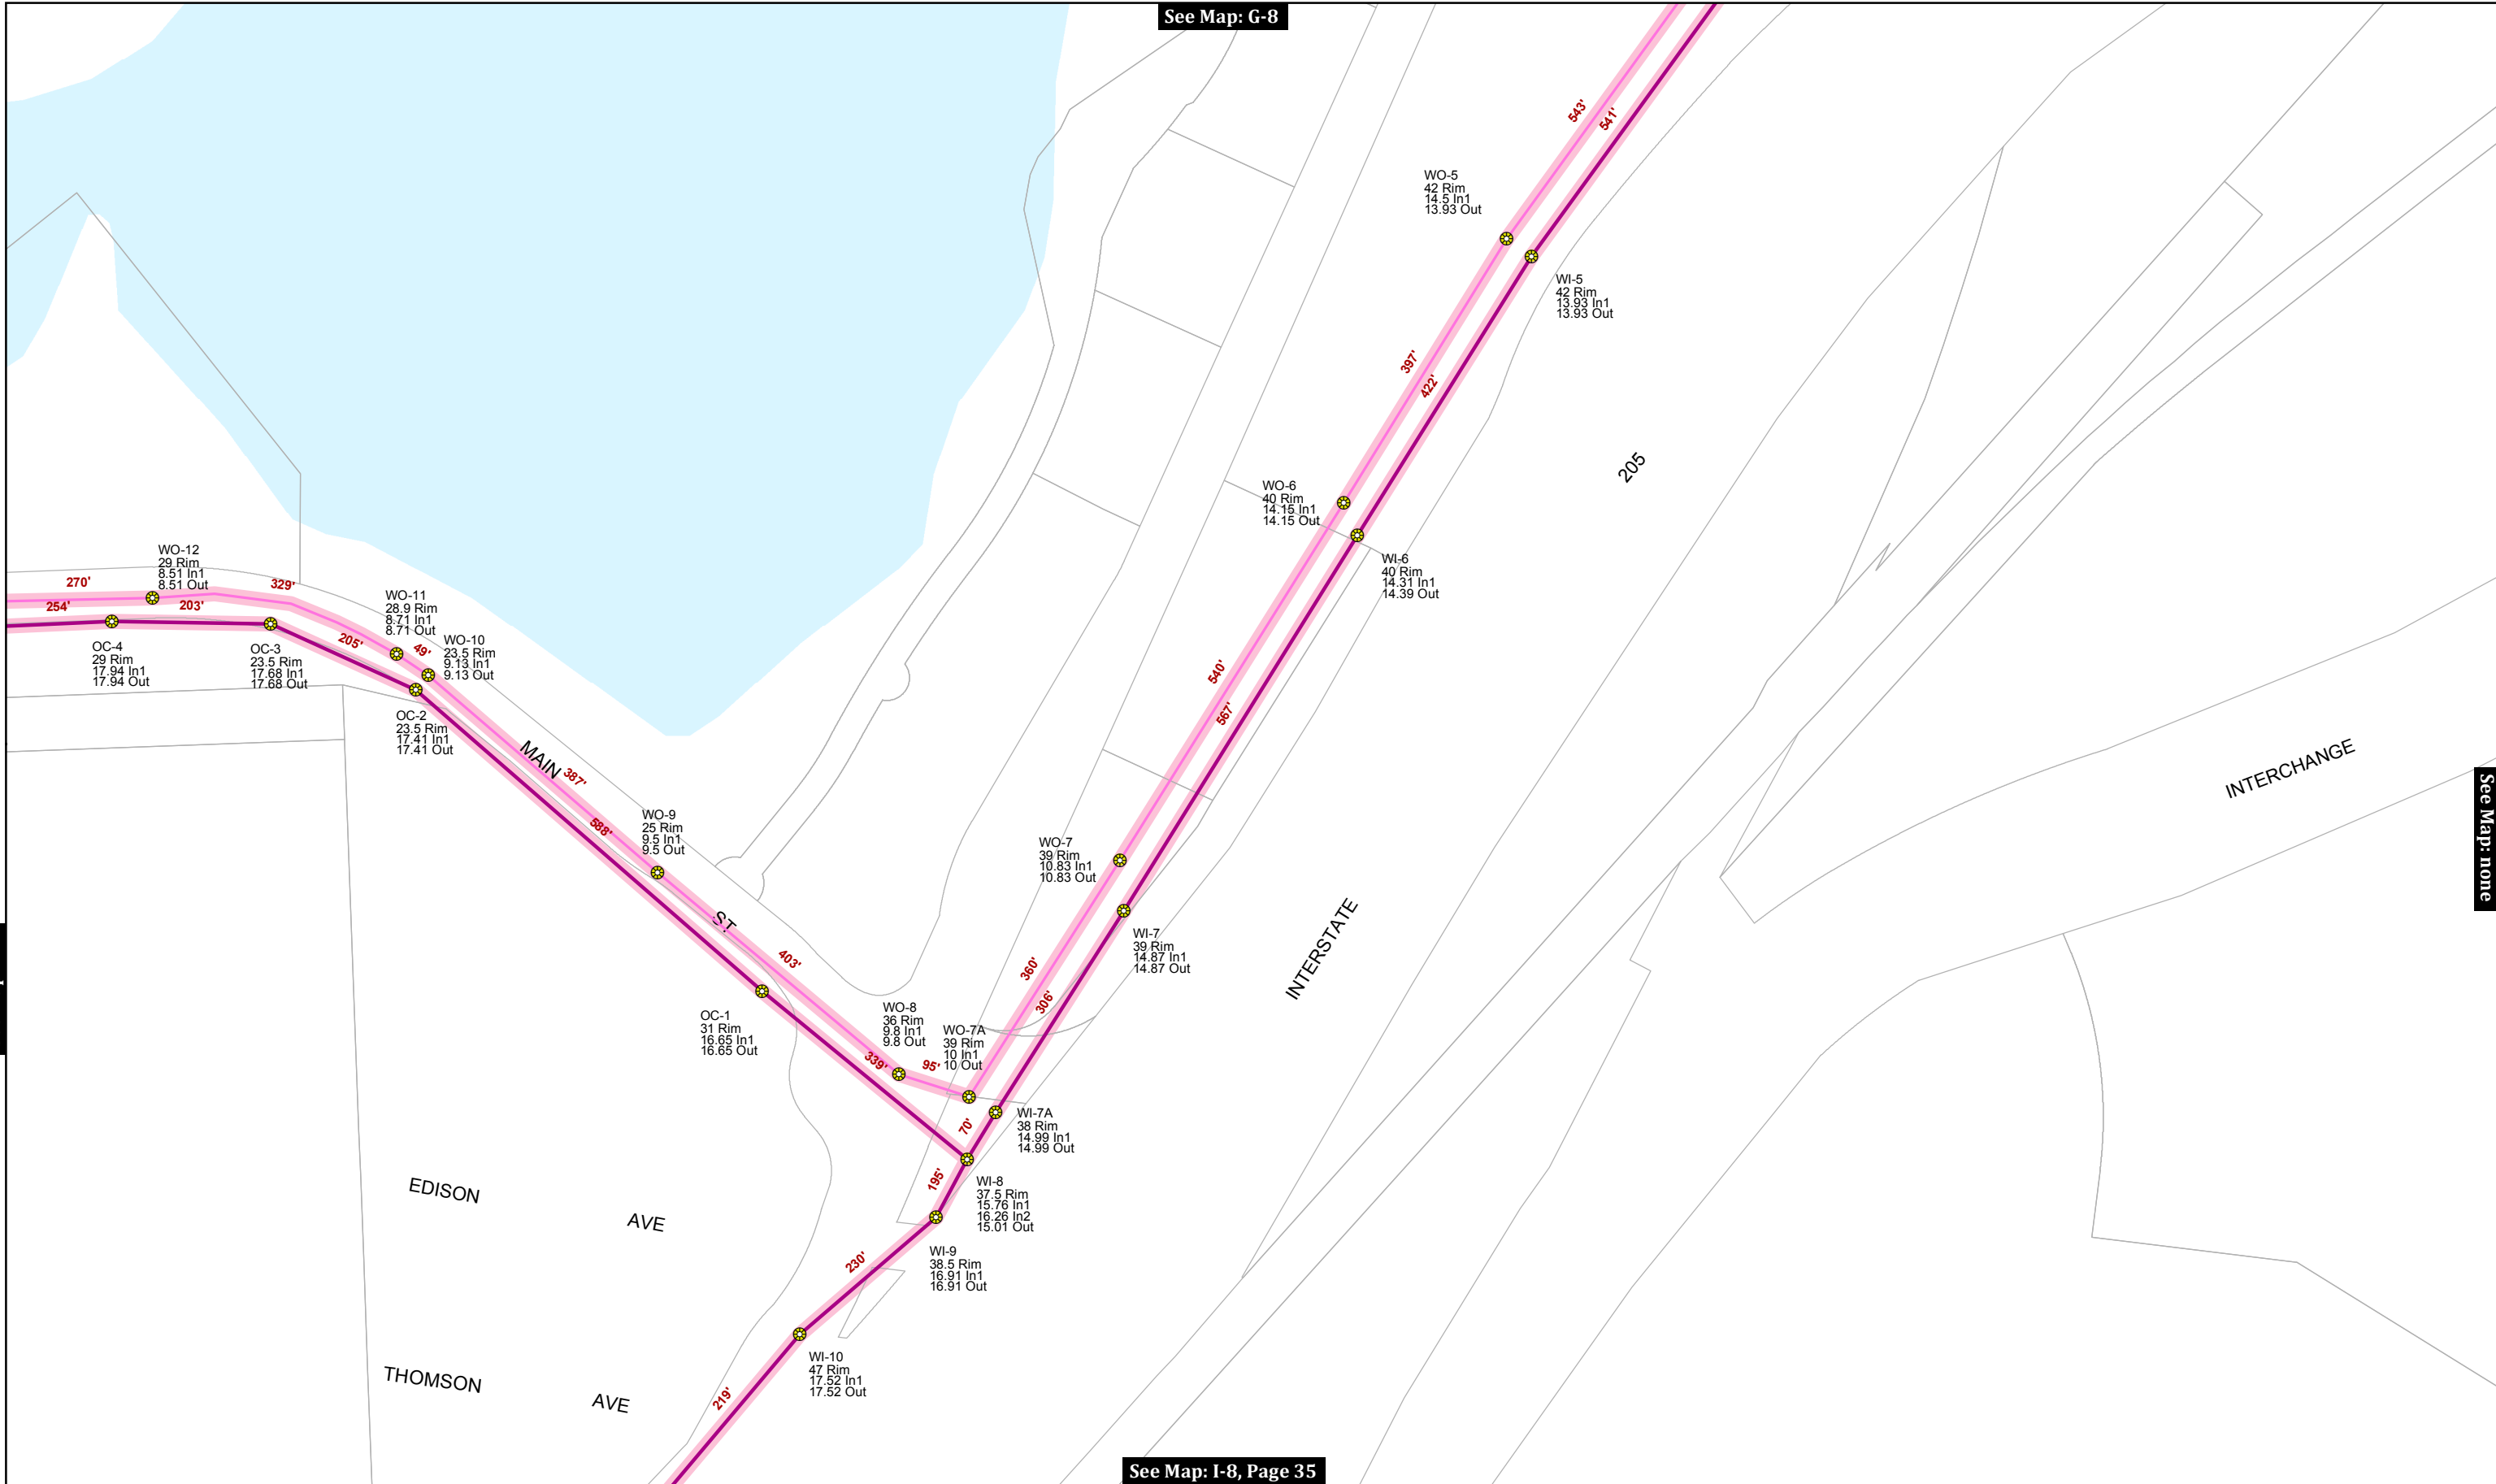 See Map: G-8
543'
541'
WO-5
42 Rim
14.5 In1
13.93 Out
WI-5
42 Rim
13.93 In1
13.93 Out
397'
422'
205
WO-6
40 Rim
14.15 In1
14.15 Out
WI-6
40 Rim
14.31 In1
14.39 Out
WO-12
29 Rim
8.51 In1
8.51 Out
270'
329'
254'
203'
WO-11
28.9 Rim
8.71 In1
8.71 Out
205'
49'
WO-10
23.5 Rim
9.13 In1
9.13 Out
OC-4
29 Rim
17.94 In1
17.94 Out
OC-3
23.5 Rim
17.68 In1
17.68 Out
OC-2
23.5 Rim
17.41 In1
17.41 Out
540'
567'
MAIN
387'
588'
WO-9
25 Rim
9.5 In1
9.5 Out
INTERCHANGE
See Map: none
WO-7
39 Rim
10.83 In1
10.83 Out
ST
403'
WI-7
39 Rim
14.87 In1
14.87 Out
INTERSTATE
360'
306'
OC-1
31 Rim
16.65 In1
16.65 Out
WO-8
36 Rim
9.8 In1
9.8 Out
WO-7A
39 Rim
10 In1
10 Out
339'
95'
70'
WI-7A
38 Rim
14.99 In1
14.99 Out
195'
WI-8
37.5 Rim
15.76 In1
16.26 In2
15.01 Out
EDISON
AVE
230'
WI-9
38.5 Rim
16.91 In1
16.91 Out
WI-10
47 Rim
17.52 In1
17.52 Out
THOMSON
AVE
219'
See Map: I-8, Page 35